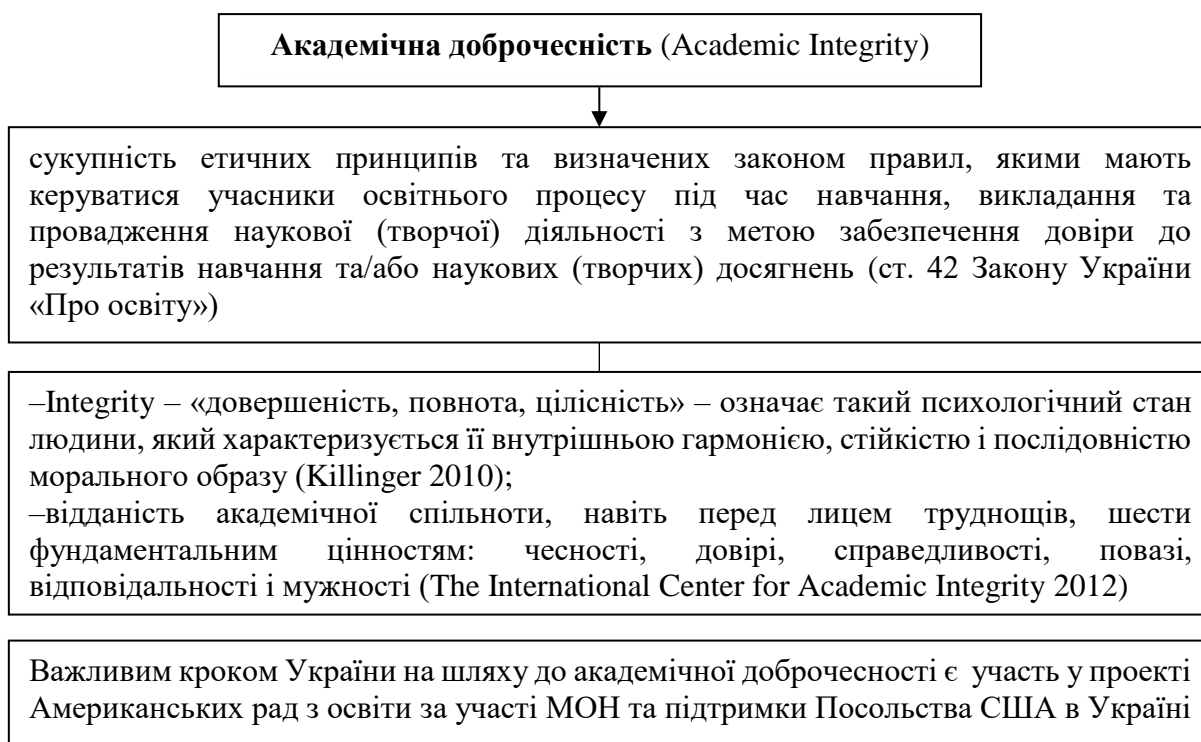 Академічна доброчесність (Academic Integrity)
сукупність етичних принципів та визначених законом правил, якими мають
керуватися учасники освітнього процесу під час навчання, викладання та
провадження наукової (творчої) діяльності з метою забезпечення довіри до
результатів навчання та/або наукових (творчих) досягнень (ст. 42 Закону України
«Про освіту»)
–Integrity – «довершеність, повнота, цілісність» – означає такий психологічний стан
людини, який характеризується її внутрішньою гармонією, стійкістю і послідовністю
морального образу (Killinger 2010);
–відданість академічної спільноти, навіть перед лицем труднощів, шести
фундаментальним цінностям: чесності, довірі, справедливості, повазі,
відповідальності і мужності (The International Center for Academic Integrity 2012)
Важливим кроком України на шляху до академічної доброчесності є участь у проекті
Американських рад з освіти за участі МОН та підтримки Посольства США в Україні